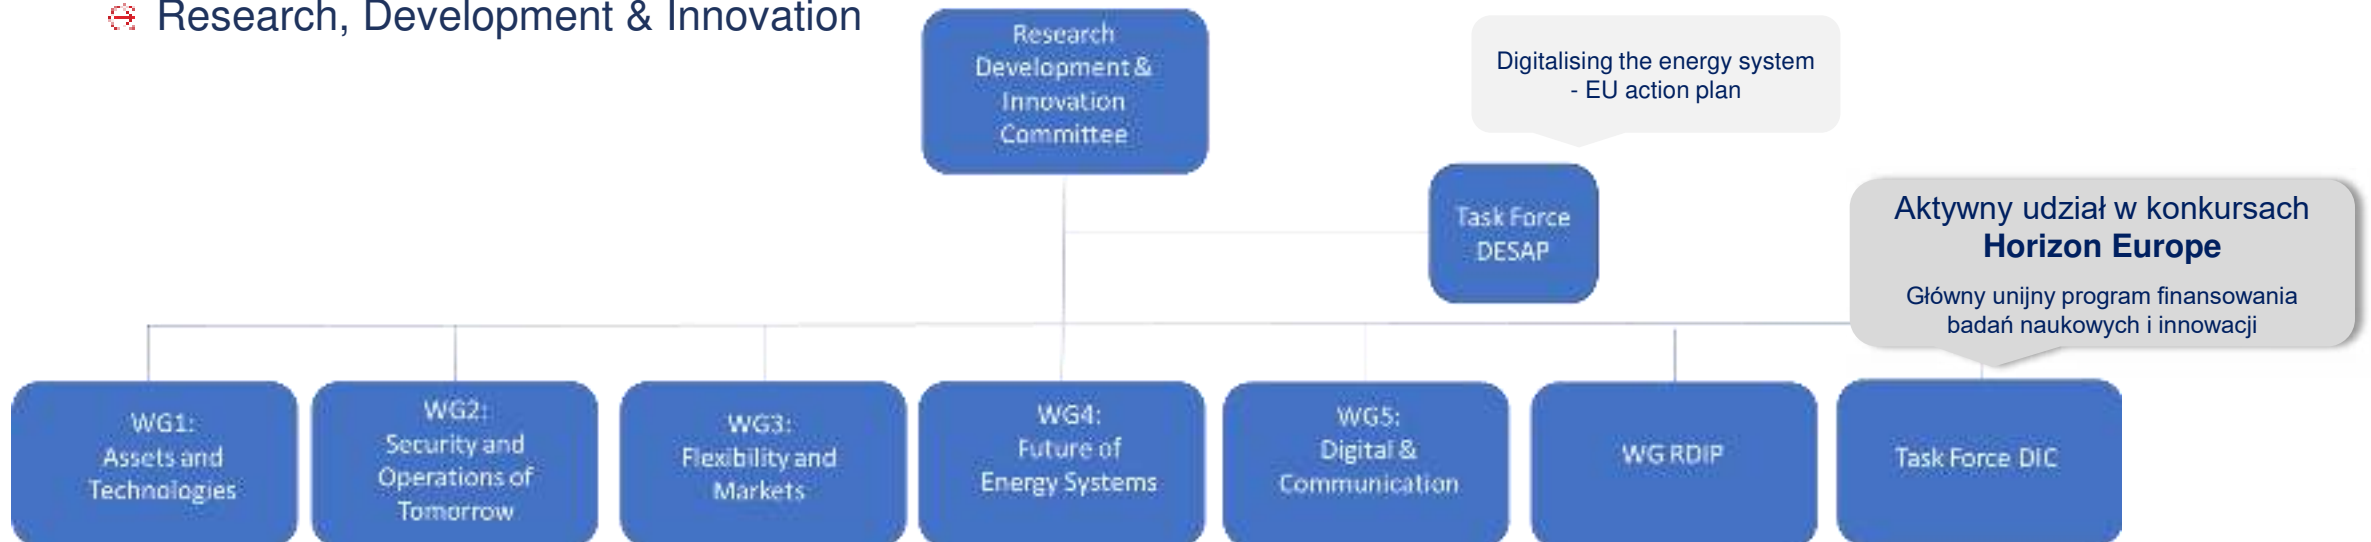 Research, Development & Innovation
Research
Development &
Innovation
Committee
Digitalising the energy system
- EU action plan
Task Force
DESAP
Aktywny udział w konkursach
Horizon Europe
Główny unijny program finansowania
badań naukowych i innowacji
WG1:
Assets and
Technologies
WG2:
Security and
Operations of
Tomorrow
WG3:
Flexibility and
Markets
WG4:
Future of
Energy Systems
WG5:
Digital &
Communication
WG RDIP
Task Force DIC